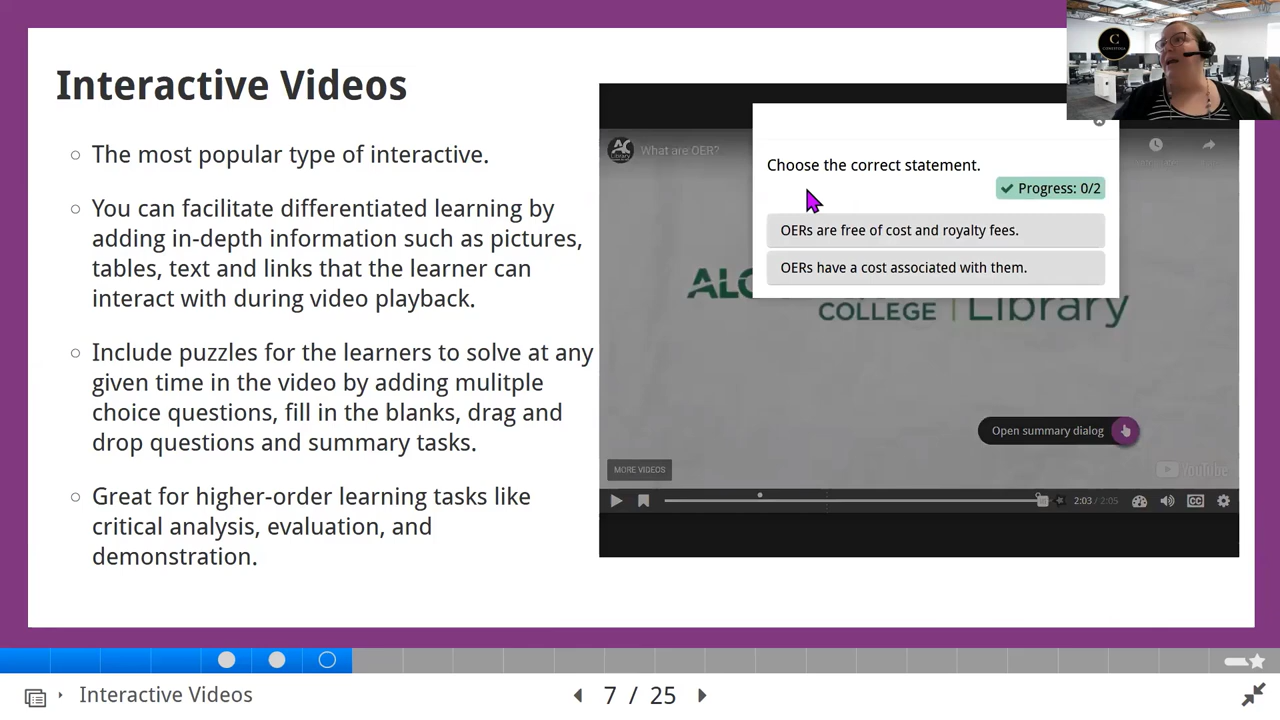 Interactive Videos
The most popular type of interactive.
You can facilitate differentiated learning by
adding in-depth information such as pictures,
tables, text and links that the learner can
interact with during video playback.
Include puzzles for the learners to solve at any
given time in the video by adding mulitple
choice questions, fill in the blanks, drag and
drop questions and summary tasks.
Great for higher-order learning tasks like
critical analysis, evaluation, and
demonstration.
C
AC
Library
What are OER?
Choose the correct statement.
Progress: 0/2
OERs are free of cost and royalty fees.
OERs have a cost associated with them.
COLLEGE | Library
Open summary dialog
MORE VIDEOS
YouTube
2:03 / 2:05
CC
Interactive Videos
7 / 25